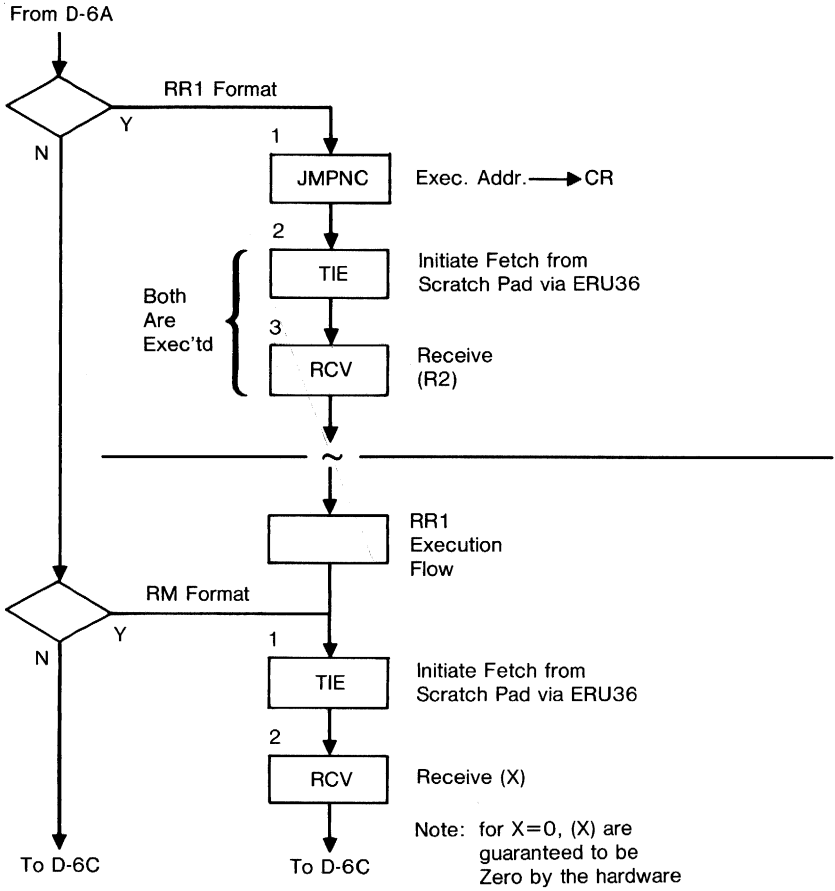 From D-6A
RR1 Format
Y
N
1
JMPNC
Exec. Addr. CR
2
TIE
Initiate Fetch from
Scratch Pad via ERU36
Both
Are
Exec'td
3
RCV
Receive
(R2)
~
RR1
Execution
Flow
RM Format
Y
N
1
TIE
Initiate Fetch from
Scratch Pad via ERU36
2
RCV
Receive (X)
Note: for X=0, (X) are
guaranteed to be
Zero by the hardware
To D-6C
To D-6C